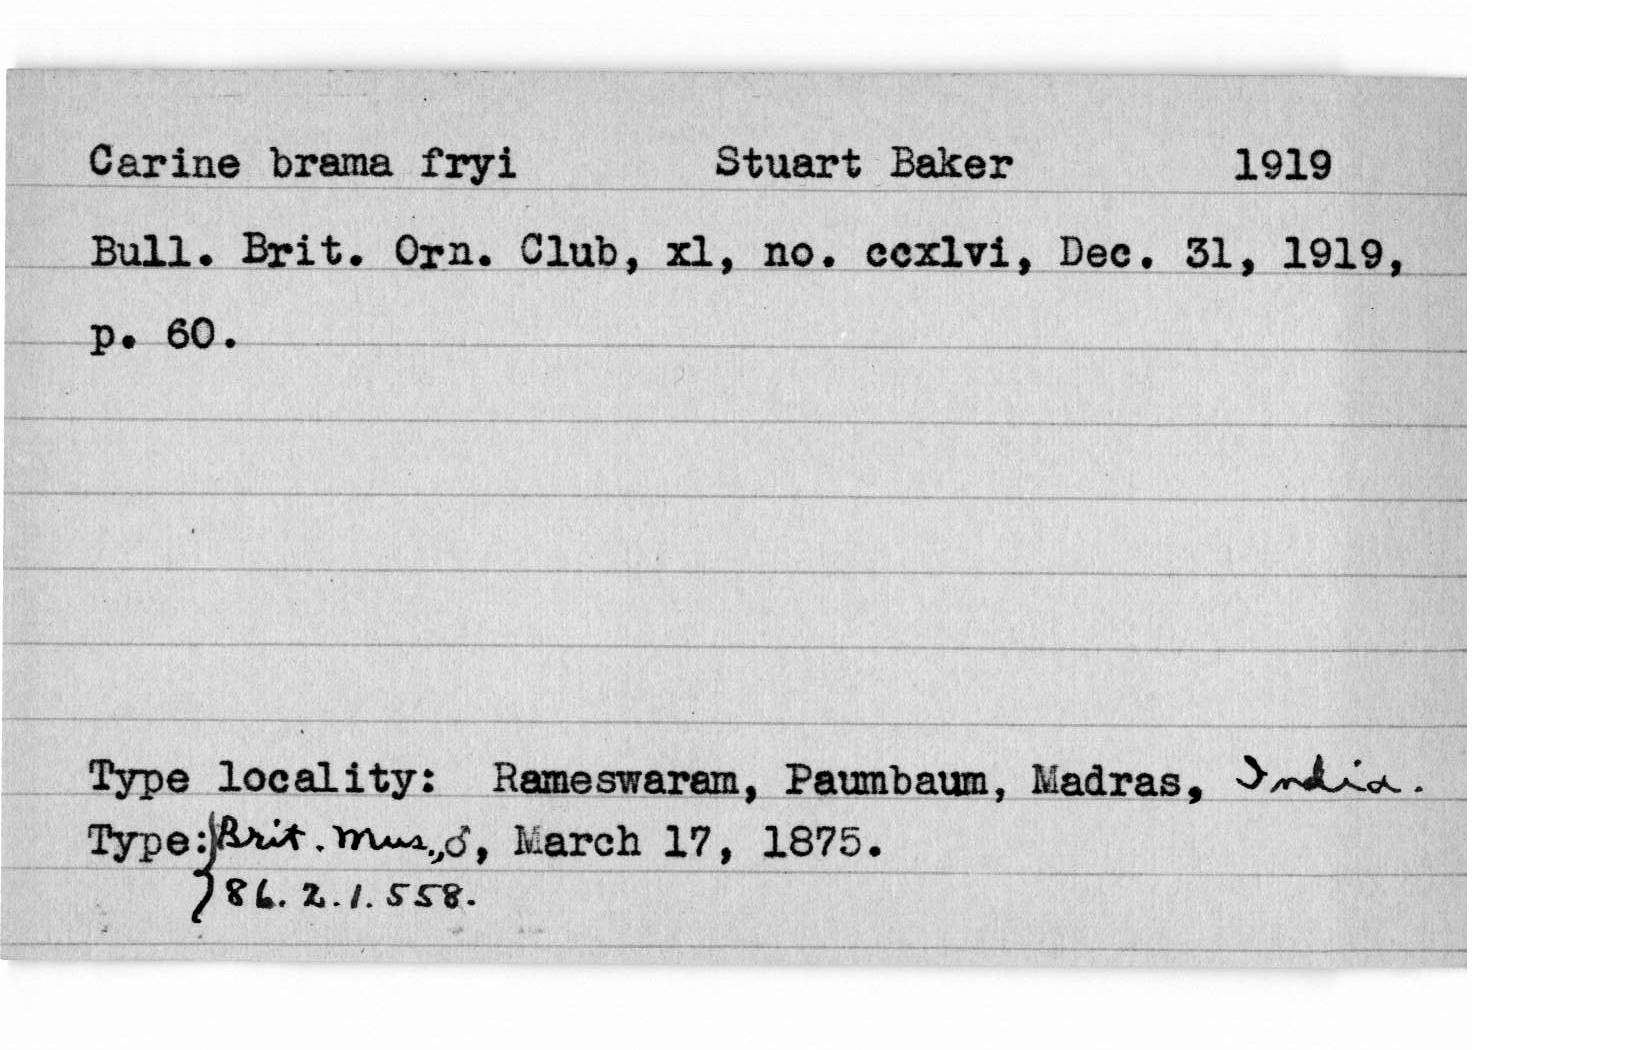 Carine brama fryi Stuart Baker 1919
Bull. Brit. Orn. Club, xl, no. ccxlvi, Dec. 31, 1919,
p. 60.
Type locality: Rameswaram, Paumbaum, Madras, India.
Type: Brit. Mus., ♂, March 17, 1875.
86.2.1.558.